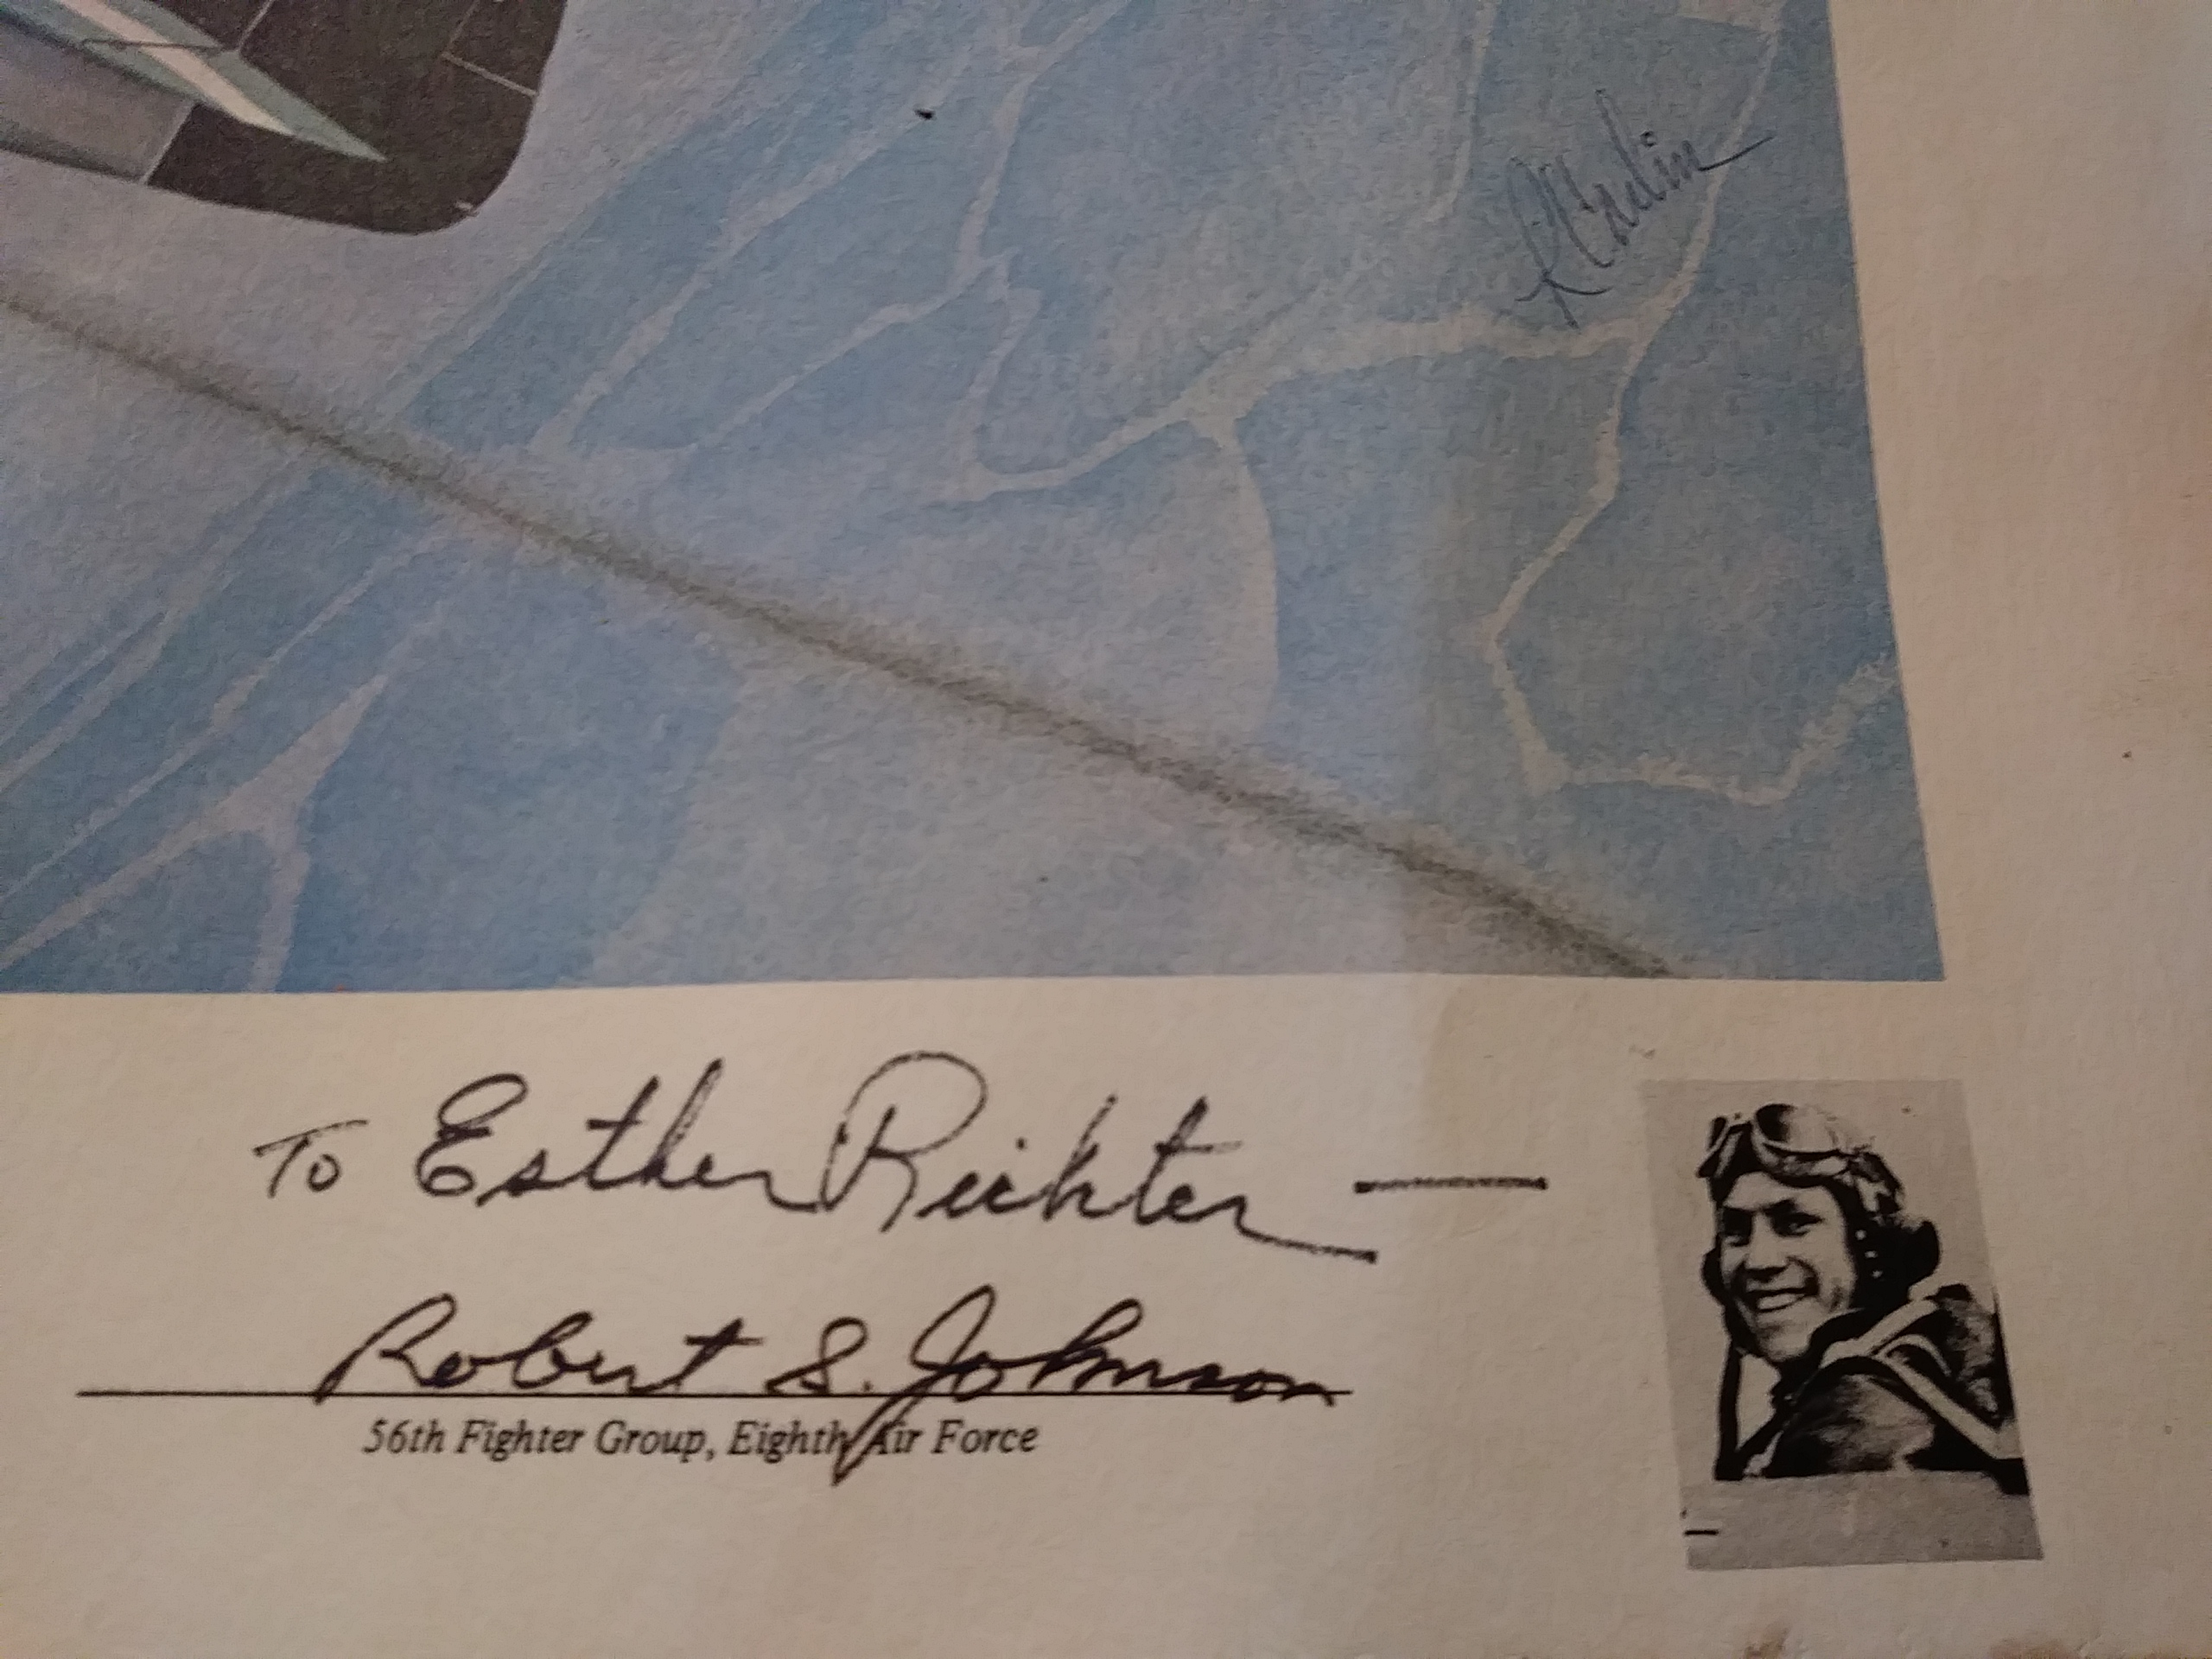 To Esther Richter —
Robert S. Johnson
56th Fighter Group, Eighth Air Force